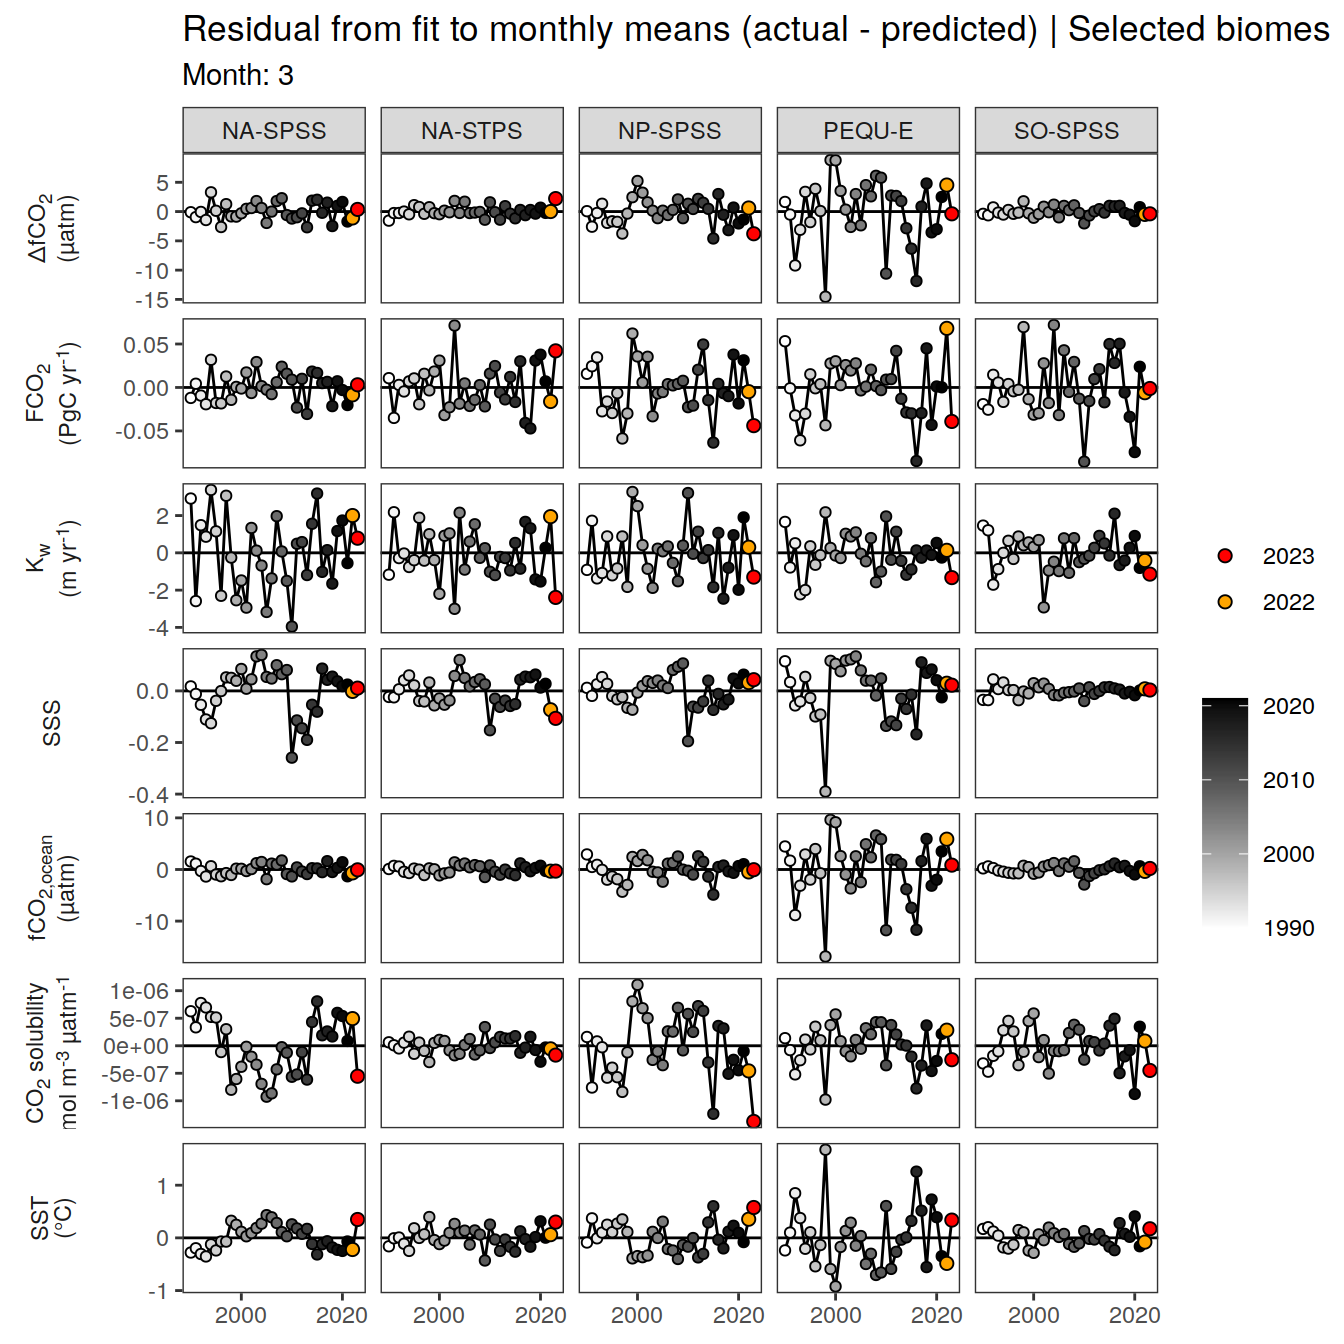 Residual from fit to monthly means (actual - predicted) | Selected biomes
Month: 3
NA-SPSS NA-STPS NP-SPSS PEQU-E SO-SPSS
ΔfCO2
(µatm)
5
0
-5
-10
-15
FCO2
(PgC yr-1)
0.05
0.00
-0.05
Kw
(m yr-1)
2
0
-2
-4
SSS
0.0
-0.2
-0.4
fCO2,ocean
(µatm)
10
0
-10
CO2 solubility
mol m-3 µatm-1
1e-06
5e-07
0e+00
-5e-07
-1e-06
SST
(°C)
1
0
-1
2000 2020 2000 2020 2000 2020 2000 2020 2000 2020
2023
2022
2020
2010
2000
1990